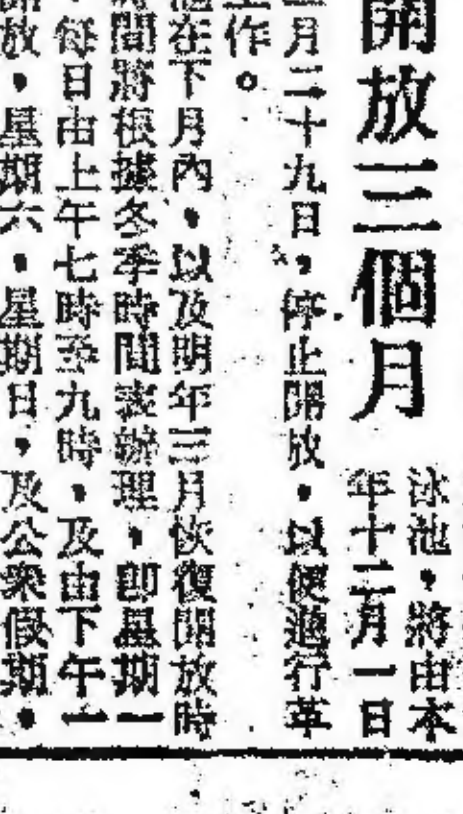 開放三個月
泳池，將由本
年十二月一日
月二十九日，停止開放，以便進行革
作。
池在下月內，以及明年三月恢復開放時
間將根據冬季時間表辦理，即星期一
每日由上午七時至九時，及由下午一
放，星期六，星期日，及公衆假期，